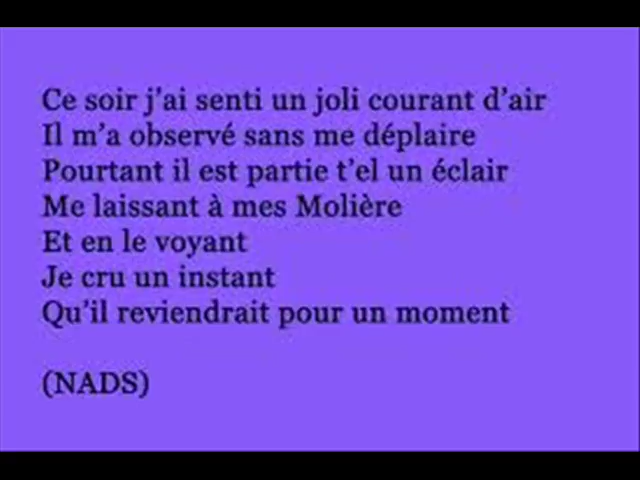 Ce soir j'ai senti un joli courant d'air
Il m'a observé sans me déplaire
Pourtant il est partie t'el un éclair
Me laissant à mes Molière
Et en le voyant
Je cru un instant
Qu'il reviendrait pour un moment
(NADS)